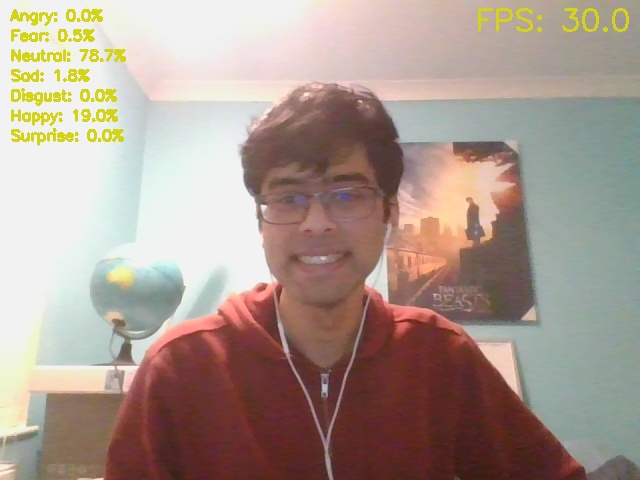 Angry: 0.0%
FPS: 30.0
Fear: 0.5%
Neutral: 78.7%
Sad: 1.8%
Disgust: 0.0%
Happy: 19.0%
Surprise: 0.0%
FANTASTIC
BEASTS